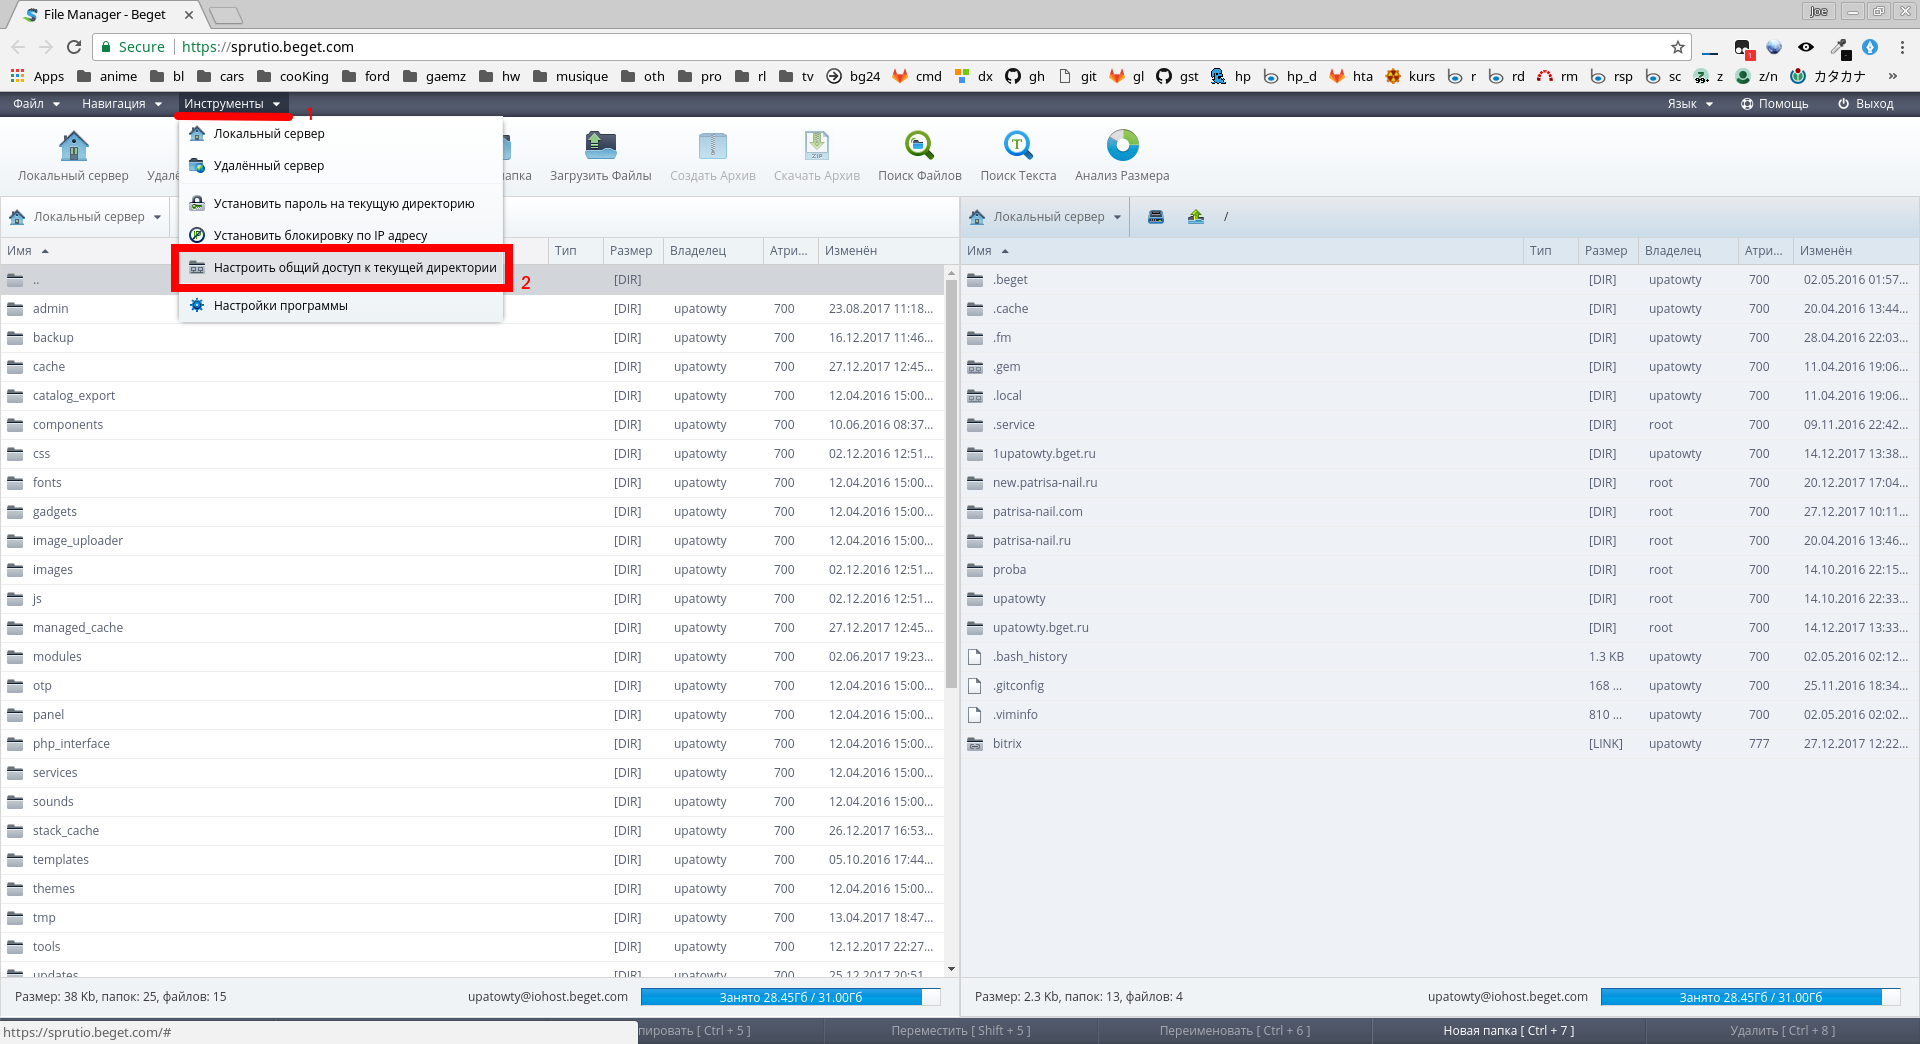 File Manager - Beget
Joe
Secure https://sprutio.beget.com
Apps anime bl cars cooKing ford gaemz hw musique oth pro rl tv bg24 cmd dx gh git gl gst hp hp_d hta kurs r rd rm rsp sc z z/n カタカナ »
Файл Навигация Инструменты Язык Помощь Выход
1
Локальный сервер
Удалённый сервер
Установить пароль на текущую директорию
Установить блокировку по IP адресу
Настроить общий доступ к текущей директории
2
Настройки программы
Локальный сервер Удалё апка Загрузить Файлы Создать Архив Скачать Архив Поиск Файлов Поиск Текста Анализ Размера
Локальный сервер
Имя Тип Размер Владелец Атри... Изменён
.. [DIR]
admin [DIR] upatowty 700 23.08.2017 11:18...
backup [DIR] upatowty 700 16.12.2017 11:46...
cache [DIR] upatowty 700 27.12.2017 12:45...
catalog_export [DIR] upatowty 700 12.04.2016 15:00...
components [DIR] upatowty 700 10.06.2016 08:37...
css [DIR] upatowty 700 02.12.2016 12:51...
fonts [DIR] upatowty 700 12.04.2016 15:00...
gadgets [DIR] upatowty 700 12.04.2016 15:00...
image_uploader [DIR] upatowty 700 12.04.2016 15:00...
images [DIR] upatowty 700 02.12.2016 12:51...
js [DIR] upatowty 700 02.12.2016 12:51...
managed_cache [DIR] upatowty 700 27.12.2017 12:45...
modules [DIR] upatowty 700 02.06.2017 19:23...
otp [DIR] upatowty 700 12.04.2016 15:00...
panel [DIR] upatowty 700 12.04.2016 15:00...
php_interface [DIR] upatowty 700 12.04.2016 15:00...
services [DIR] upatowty 700 12.04.2016 15:00...
sounds [DIR] upatowty 700 12.04.2016 15:00...
stack_cache [DIR] upatowty 700 26.12.2017 16:53...
templates [DIR] upatowty 700 05.10.2016 17:44...
themes [DIR] upatowty 700 12.04.2016 15:00...
tmp [DIR] upatowty 700 13.04.2017 18:47...
tools [DIR] upatowty 700 12.12.2017 22:27...
updates [DIR] upatowty 700 25.12.2017 20:51
Размер: 38 Kb, папок: 25, файлов: 15 upatowty@iohost.beget.com Занято 28.45Гб / 31.00Гб
Локальный сервер /
Имя Тип Размер Владелец Атри... Изменён
.beget [DIR] upatowty 700 02.05.2016 01:57...
.cache [DIR] upatowty 700 20.04.2016 13:44...
.fm [DIR] upatowty 700 28.04.2016 22:03...
.gem [DIR] upatowty 700 11.04.2016 19:06...
.local [DIR] upatowty 700 11.04.2016 19:06...
.service [DIR] root 700 09.11.2016 22:42...
1upatowty.bget.ru [DIR] upatowty 700 14.12.2017 13:38...
new.patrisa-nail.ru [DIR] root 700 20.12.2017 17:04...
patrisa-nail.com [DIR] root 700 27.12.2017 10:11...
patrisa-nail.ru [DIR] root 700 20.04.2016 13:46...
proba [DIR] root 700 14.10.2016 22:15...
upatowty [DIR] root 700 14.10.2016 22:33...
upatowty.bget.ru [DIR] root 700 14.12.2017 13:33...
.bash_history 1.3 KB upatowty 700 02.05.2016 02:12...
.gitconfig 168 ... upatowty 700 25.11.2016 18:34...
.viminfo 810 ... upatowty 700 02.05.2016 02:02...
bitrix [LINK] upatowty 777 27.12.2017 12:22...
Размер: 2.3 Kb, папок: 13, файлов: 4 upatowty@iohost.beget.com Занято 28.45Гб / 31.00Гб
https://sprutio.beget.com/# пировать [ Ctrl + 5 ] Переместить [ Shift + 5 ] Переименовать [ Ctrl + 6 ] Новая папка [ Ctrl + 7 ] Удалить [ Ctrl + 8 ]